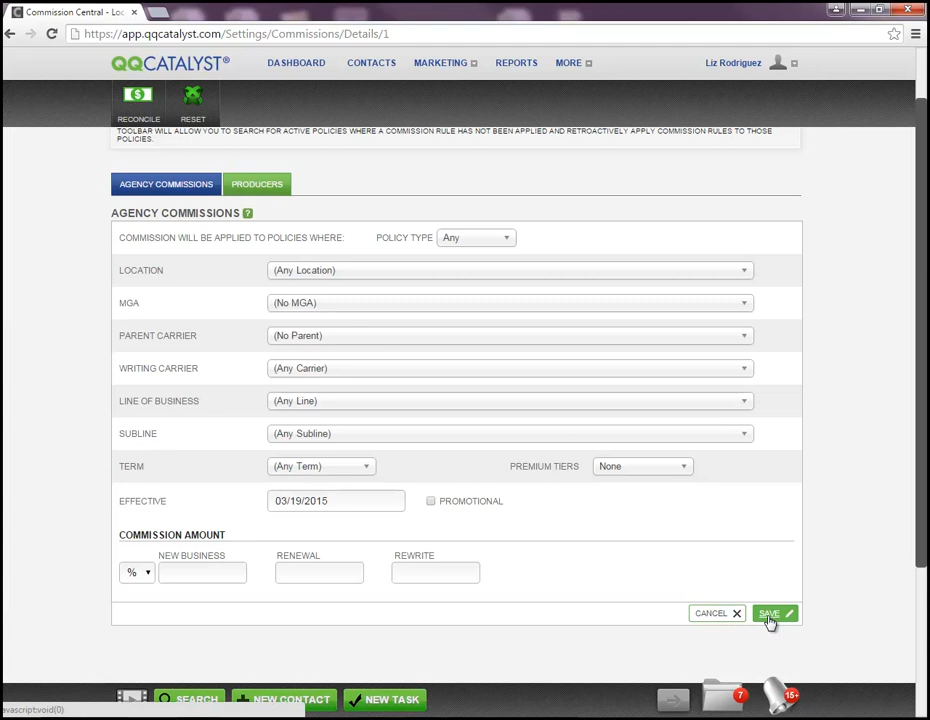 Commission Central - Loc ×
https://app.qqcatalyst.com/Settings/Commissions/Details/1
QQCATALYST® DASHBOARD CONTACTS MARKETING REPORTS MORE Liz Rodriguez
RECONCILE RESET
TOOLBAR WILL ALLOW YOU TO SEARCH FOR ACTIVE POLICIES WHERE A COMMISSION RULE HAS NOT BEEN APPLIED AND RETROACTIVELY APPLY COMMISSION RULES TO THOSE
POLICIES.
AGENCY COMMISSIONS PRODUCERS
AGENCY COMMISSIONS ?
COMMISSION WILL BE APPLIED TO POLICIES WHERE: POLICY TYPE Any
LOCATION (Any Location)
MGA (No MGA)
PARENT CARRIER (No Parent)
WRITING CARRIER (Any Carrier)
LINE OF BUSINESS (Any Line)
SUBLINE (Any Subline)
TERM (Any Term) PREMIUM TIERS None
EFFECTIVE 03/19/2015 PROMOTIONAL
COMMISSION AMOUNT
NEW BUSINESS RENEWAL REWRITE
%
CANCEL SAVE
SEARCH NEW CONTACT NEW TASK 7 15+
avascript:void(0)